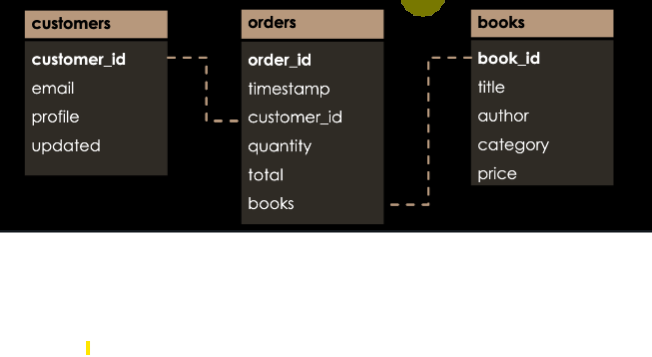 customers
customer_id
email
profile
updated
orders
order_id
timestamp
customer_id
quantity
total
books
books
book_id
title
author
category
price